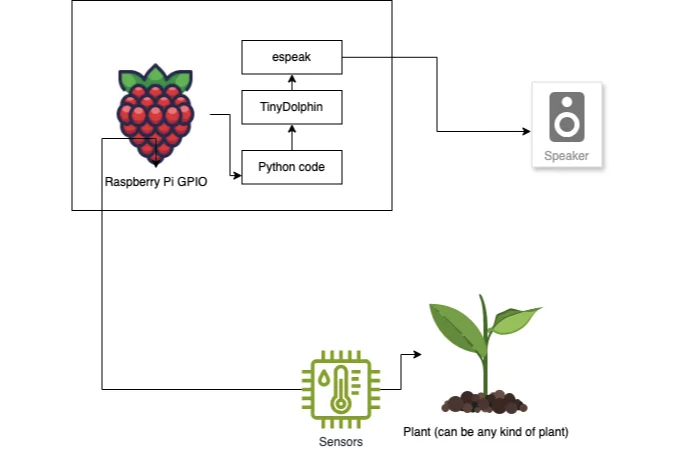 espeak
TinyDolphin
Python code
Raspberry Pi GPIO
Speaker
Sensors
Plant (can be any kind of plant)